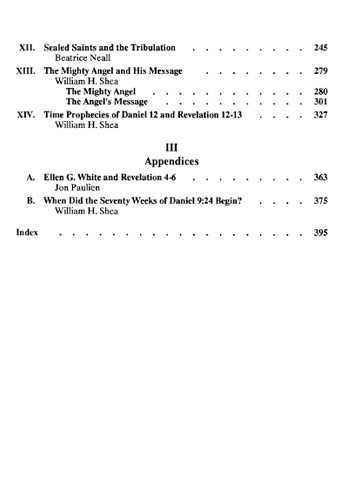 XII. Sealed Saints and the Tribulation . . . . . . . . . 245
Beatrice Neall
XIII. The Mighty Angel and His Message . . . . . . . . 279
William H. Shea
The Mighty Angel . . . . . . . . . . . . 280
The Angel's Message . . . . . . . . . . . 301
XIV. Time Prophecies of Daniel 12 and Revelation 12-13 . . . . 327
William H. Shea
III
Appendices
A. Ellen G. White and Revelation 4-6 . . . . . . . . . 363
Jon Paulien
B. When Did the Seventy Weeks of Daniel 9:24 Begin? . . . . 375
William H. Shea
Index . . . . . . . . . . . . . . . . . . . 395